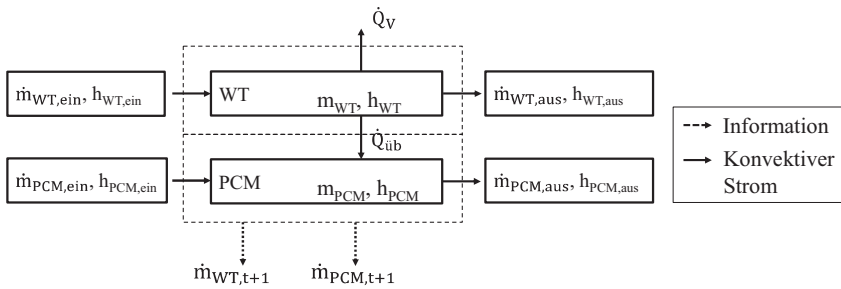 Q̇V
ṁWT,ein, hWT,ein
WT
mWT, hWT
ṁWT,aus, hWT,aus
Q̇üb
ṁPCM,ein, hPCM,ein
PCM
mPCM, hPCM
ṁPCM,aus, hPCM,aus
ṁWT,t+1
ṁPCM,t+1
Information
Konvektiver
Strom